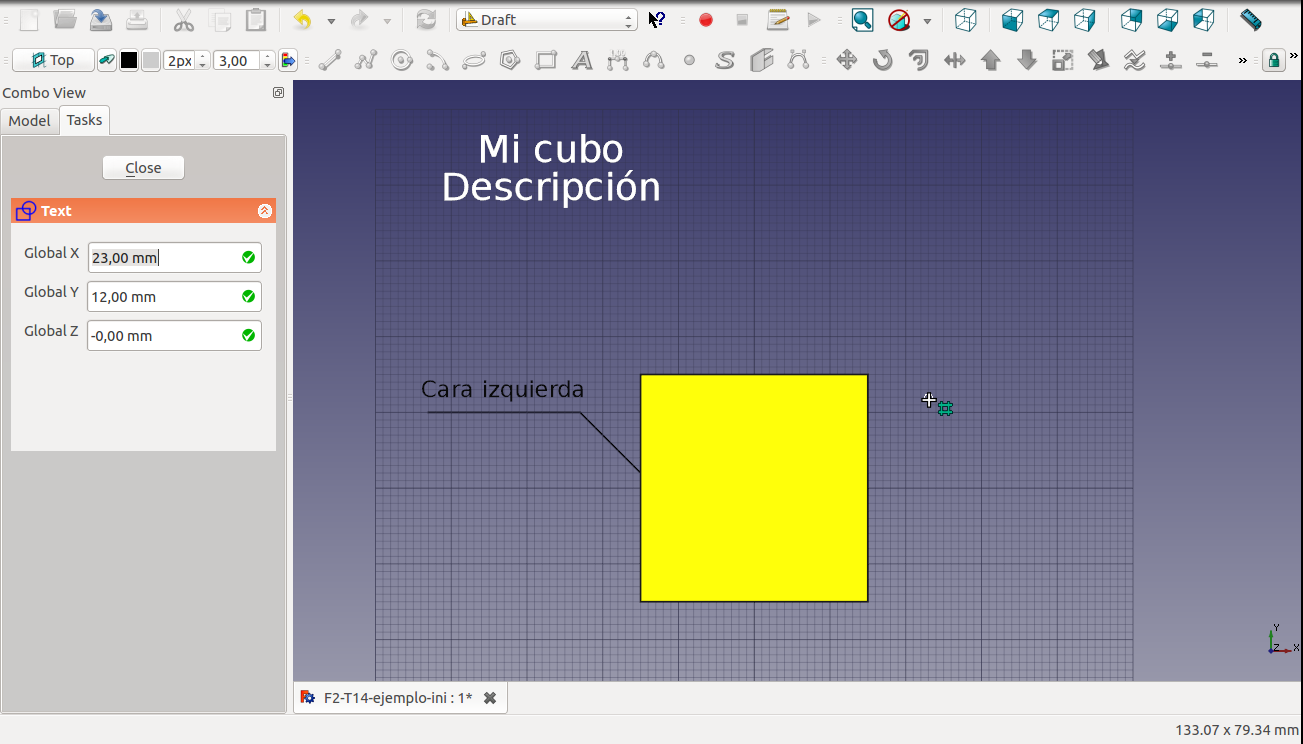 Draft
Top
2px
3,00
»
»
Combo View
Model
Tasks
Close
Text
Global X
23,00 mm
Global Y
12,00 mm
Global Z
-0,00 mm
Mi cubo
Descripción
Cara izquierda
Y
Z
X
F2-T14-ejemplo-ini : 1*
133.07 x 79.34 mm